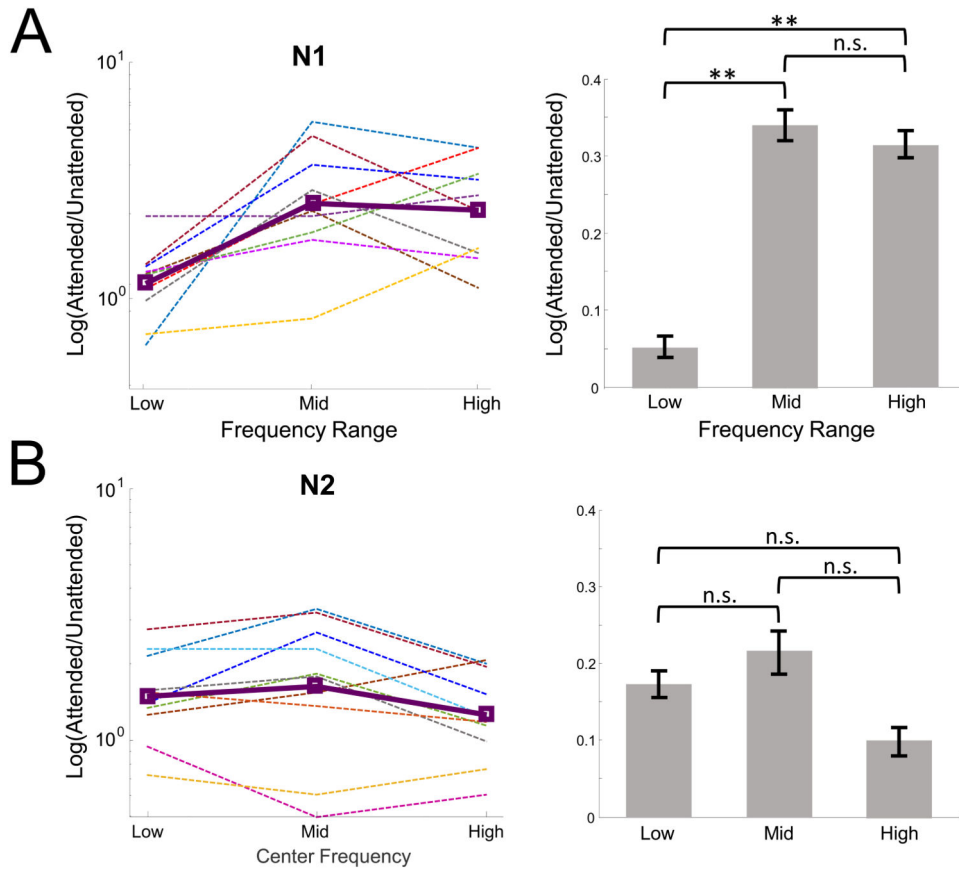 A
N1
Log(Attended/Unattended)
10^1
10^0
Low Mid High
Frequency Range
Log(Attended/Unattended)
** 
n.s.
**
0.4
0.3
0.2
0.1
0
Low Mid High
Frequency Range
B
N2
Log(Attended/Unattended)
10^1
10^0
Low Mid High
Center Frequency
n.s.
n.s.
n.s.
0.4
0.3
0.2
0.1
0
Low Mid High